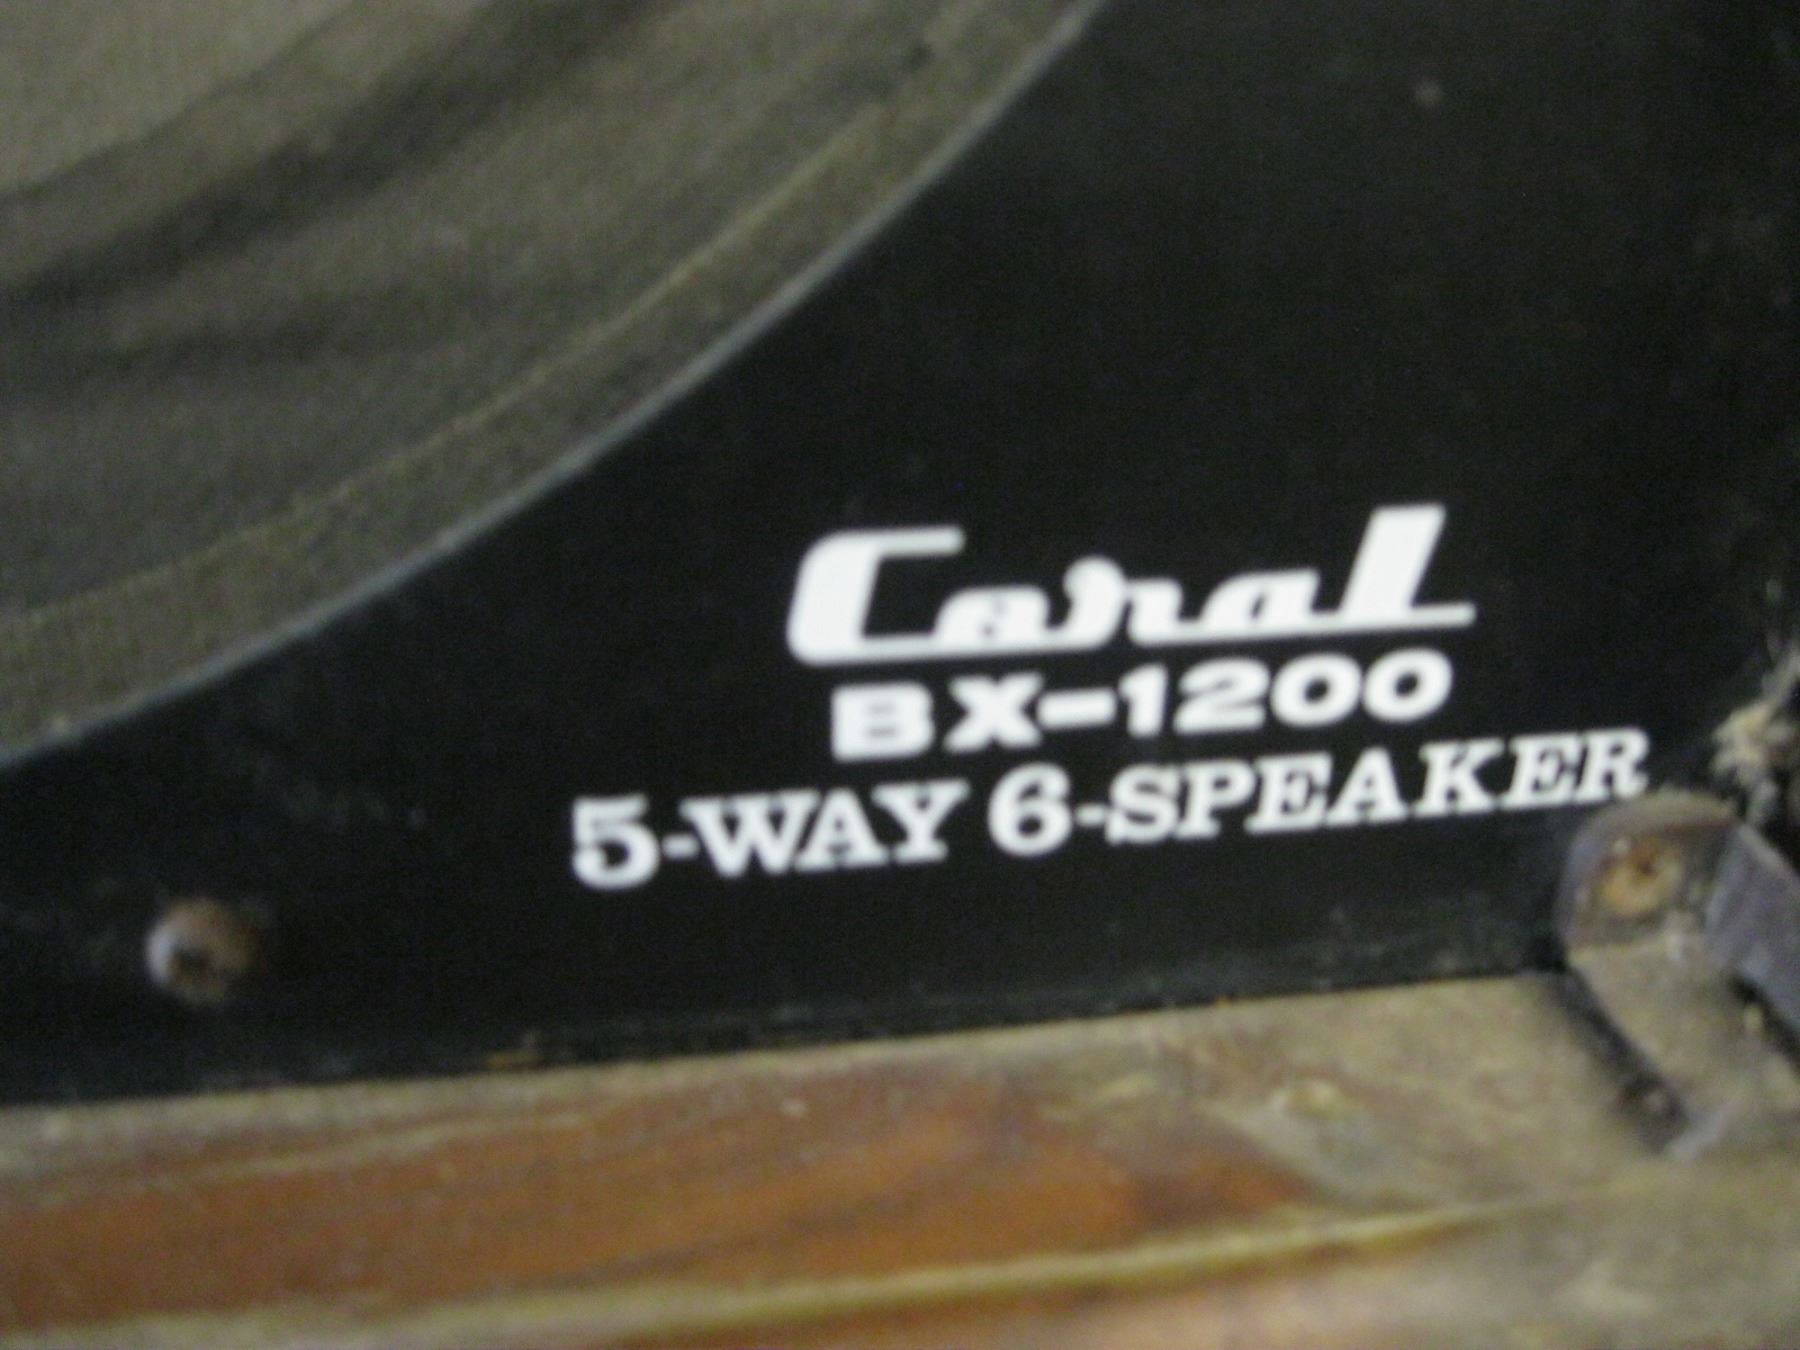 Coral
BX-1200
5-WAY 6-SPEAKER